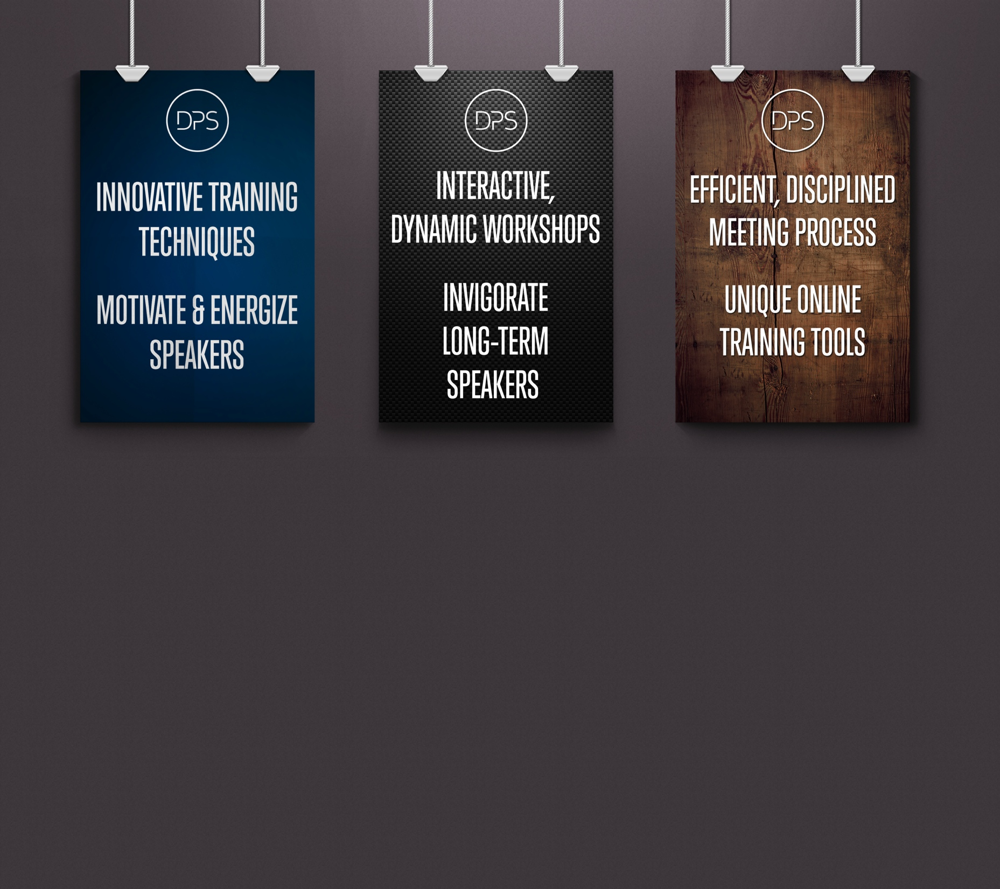 DPS
INNOVATIVE TRAINING
TECHNIQUES
MOTIVATE & ENERGIZE
SPEAKERS
DPS
INTERACTIVE,
DYNAMIC WORKSHOPS
INVIGORATE
LONG-TERM
SPEAKERS
DPS
EFFICIENT, DISCIPLINED
MEETING PROCESS
UNIQUE ONLINE
TRAINING TOOLS